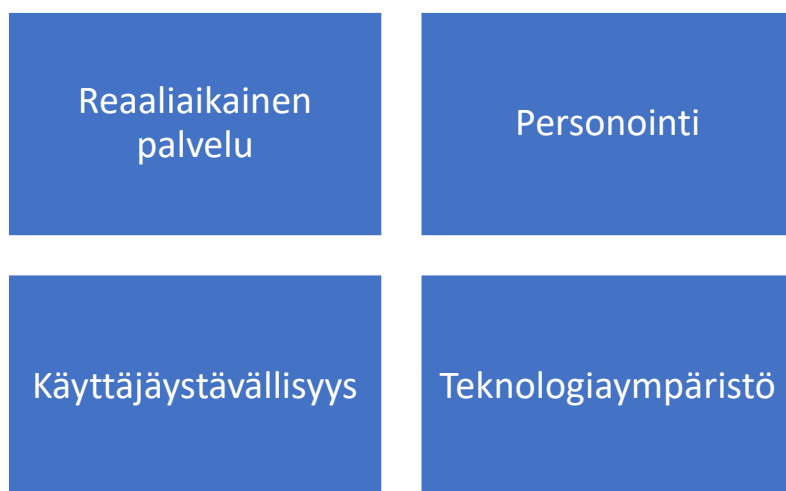 Reaaliaikainen
palvelu
Personointi
Käyttäjäystävällisyys
Teknologiaympäristö